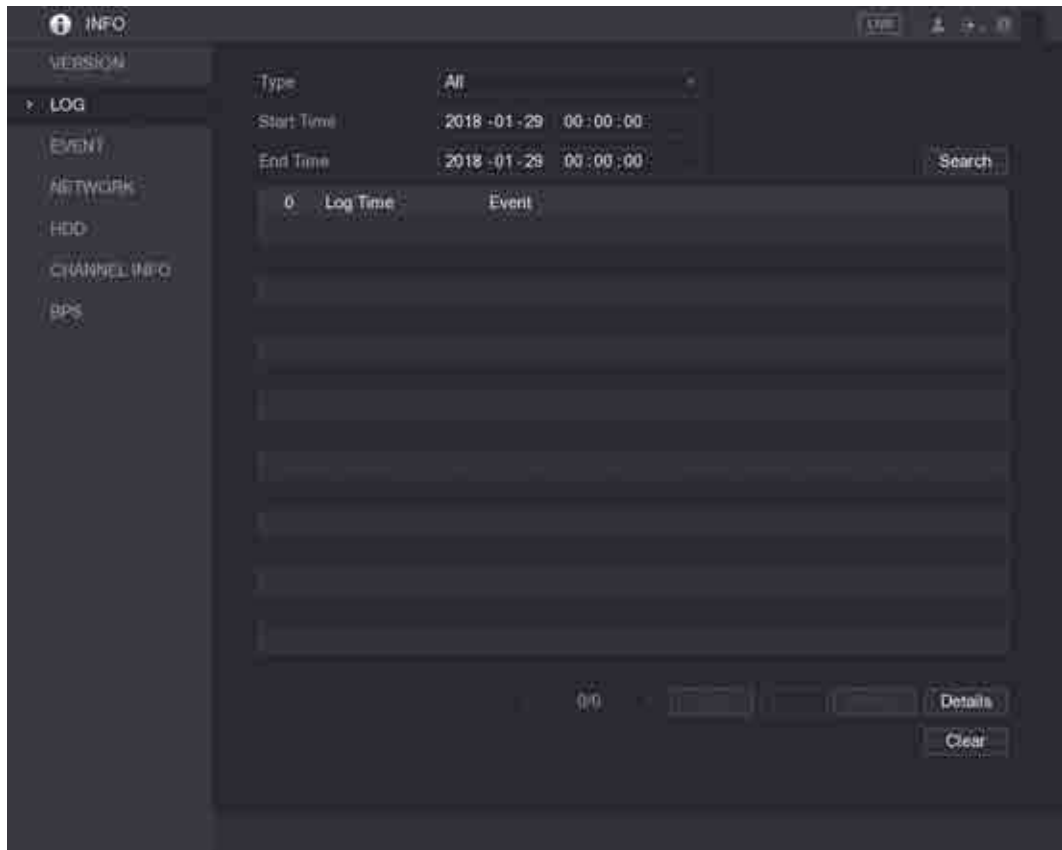 INFO
LIVE
VERSION
LOG
EVENT
NETWORK
HDD
CHANNEL INFO
BPS
Type All
Start Time 2018 -01 -29 00 : 00 : 00
End Time 2018 -01 -29 00 : 00 : 00
Search
0 Log Time Event
0/0
Details
Clear